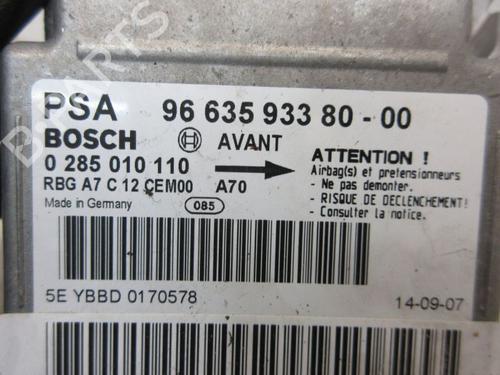 PSA 96 635 933 80 - 00
BOSCH AVANT
0 285 010 110
RBG A7 C 12 CEM00 A70
Made in Germany 085
ATTENTION !
Airbag(s) et pretensionneurs
- Ne pas demonter.
- RISQUE DE DECLENCHEMENT!
- Consulter la notice.
5E YBBD 0170578 14-09-07